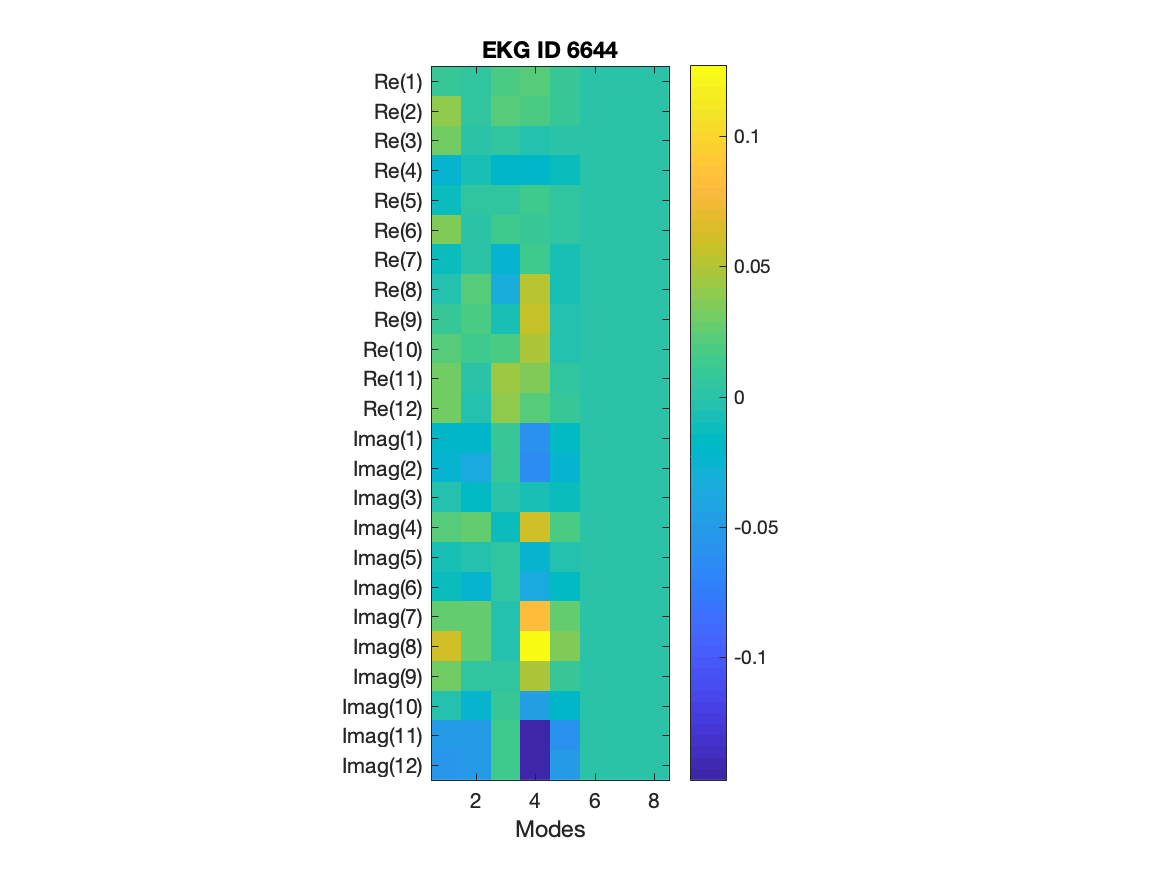 EKG ID 6644
Re(1)
Re(2)
Re(3)
Re(4)
Re(5)
Re(6)
Re(7)
Re(8)
Re(9)
Re(10)
Re(11)
Re(12)
Imag(1)
Imag(2)
Imag(3)
Imag(4)
Imag(5)
Imag(6)
Imag(7)
Imag(8)
Imag(9)
Imag(10)
Imag(11)
Imag(12)
2 4 6 8
Modes
0.1
0.05
0
-0.05
-0.1